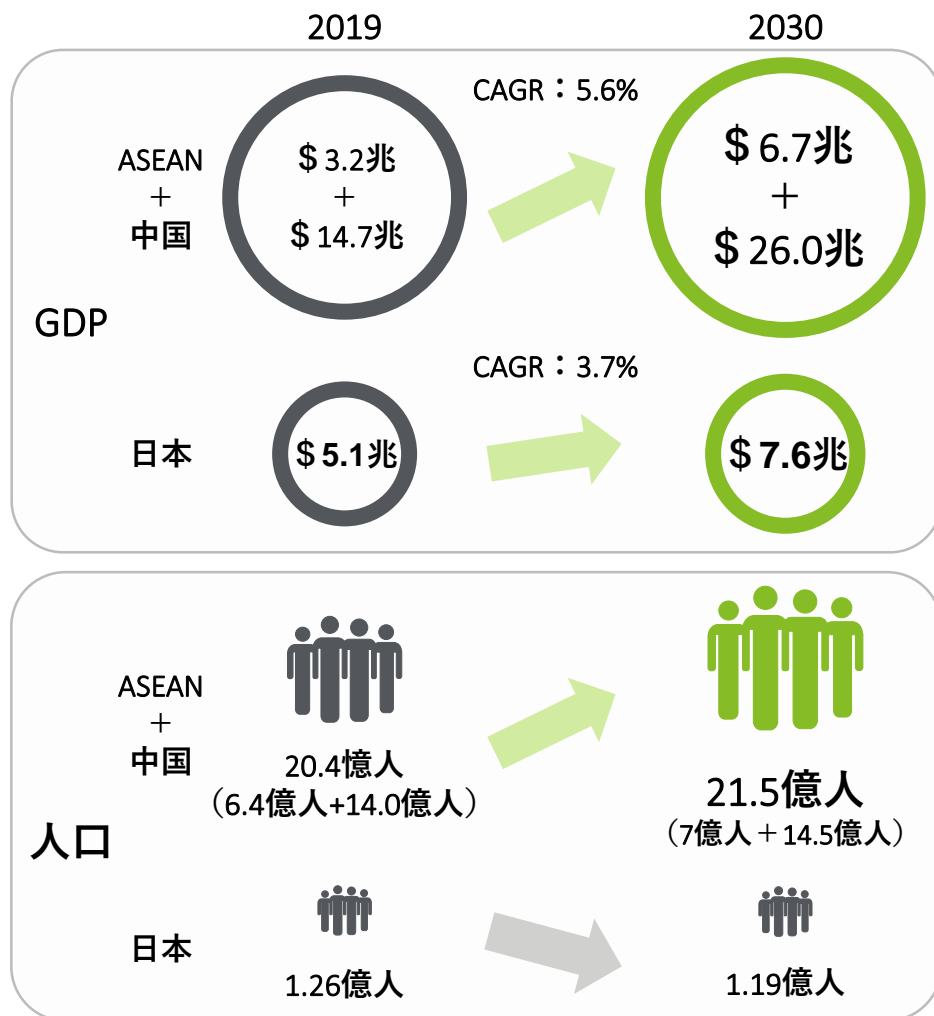 2019
2030
CAGR：5.6%
ASEAN
+
中国
＄3.2兆
+
＄14.7兆
＄6.7兆
+
＄26.0兆
GDP
CAGR：3.7%
日本
＄5.1兆
＄7.6兆
ASEAN
+
中国
20.4憶人
（6.4億人+14.0億人）
21.5億人
（7億人＋14.5億人）
人口
日本
1.26億人
1.19億人